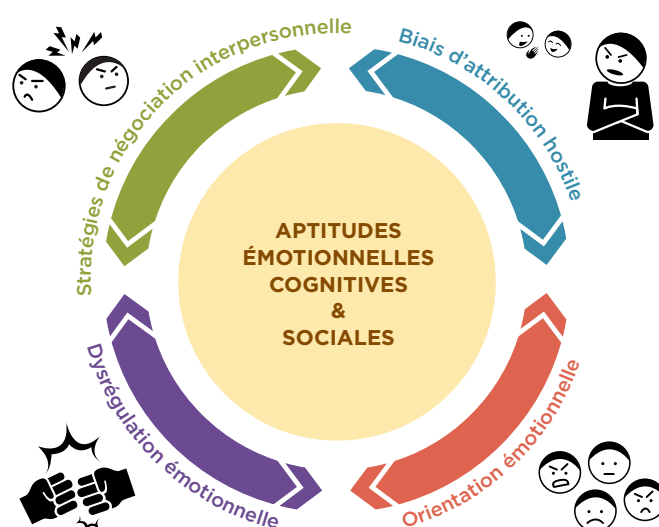 Stratégies de négociation interpersonnelle
Biais d'attribution hostile
APTITUDES
ÉMOTIONNELLES
COGNITIVES
&
SOCIALES
Dysrégulation émotionnelle
Orientation émotionnelle